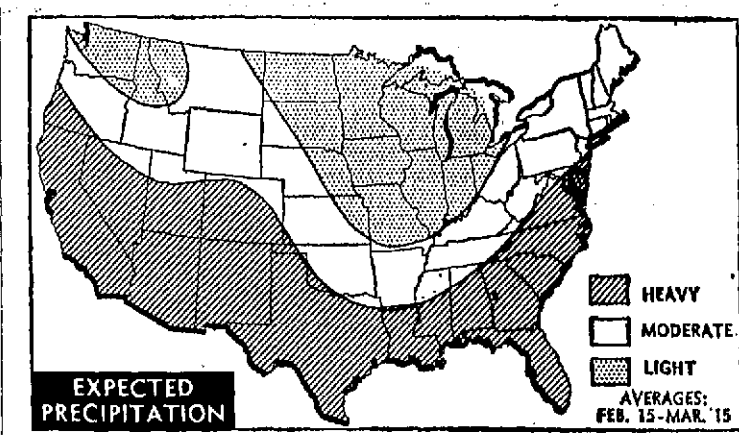 HEAVY
MODERATE
LIGHT
AVERAGES:
FEB. 15-MAR. 15
EXPECTED
PRECIPITATION